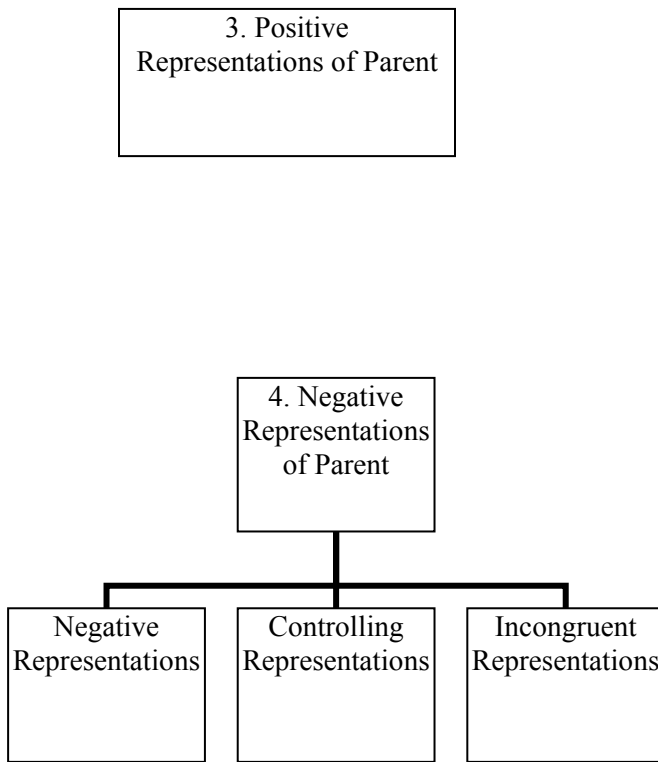 3. Positive
Representations of Parent
4. Negative
Representations
of Parent
Negative
Representations
Controlling
Representations
Incongruent
Representations